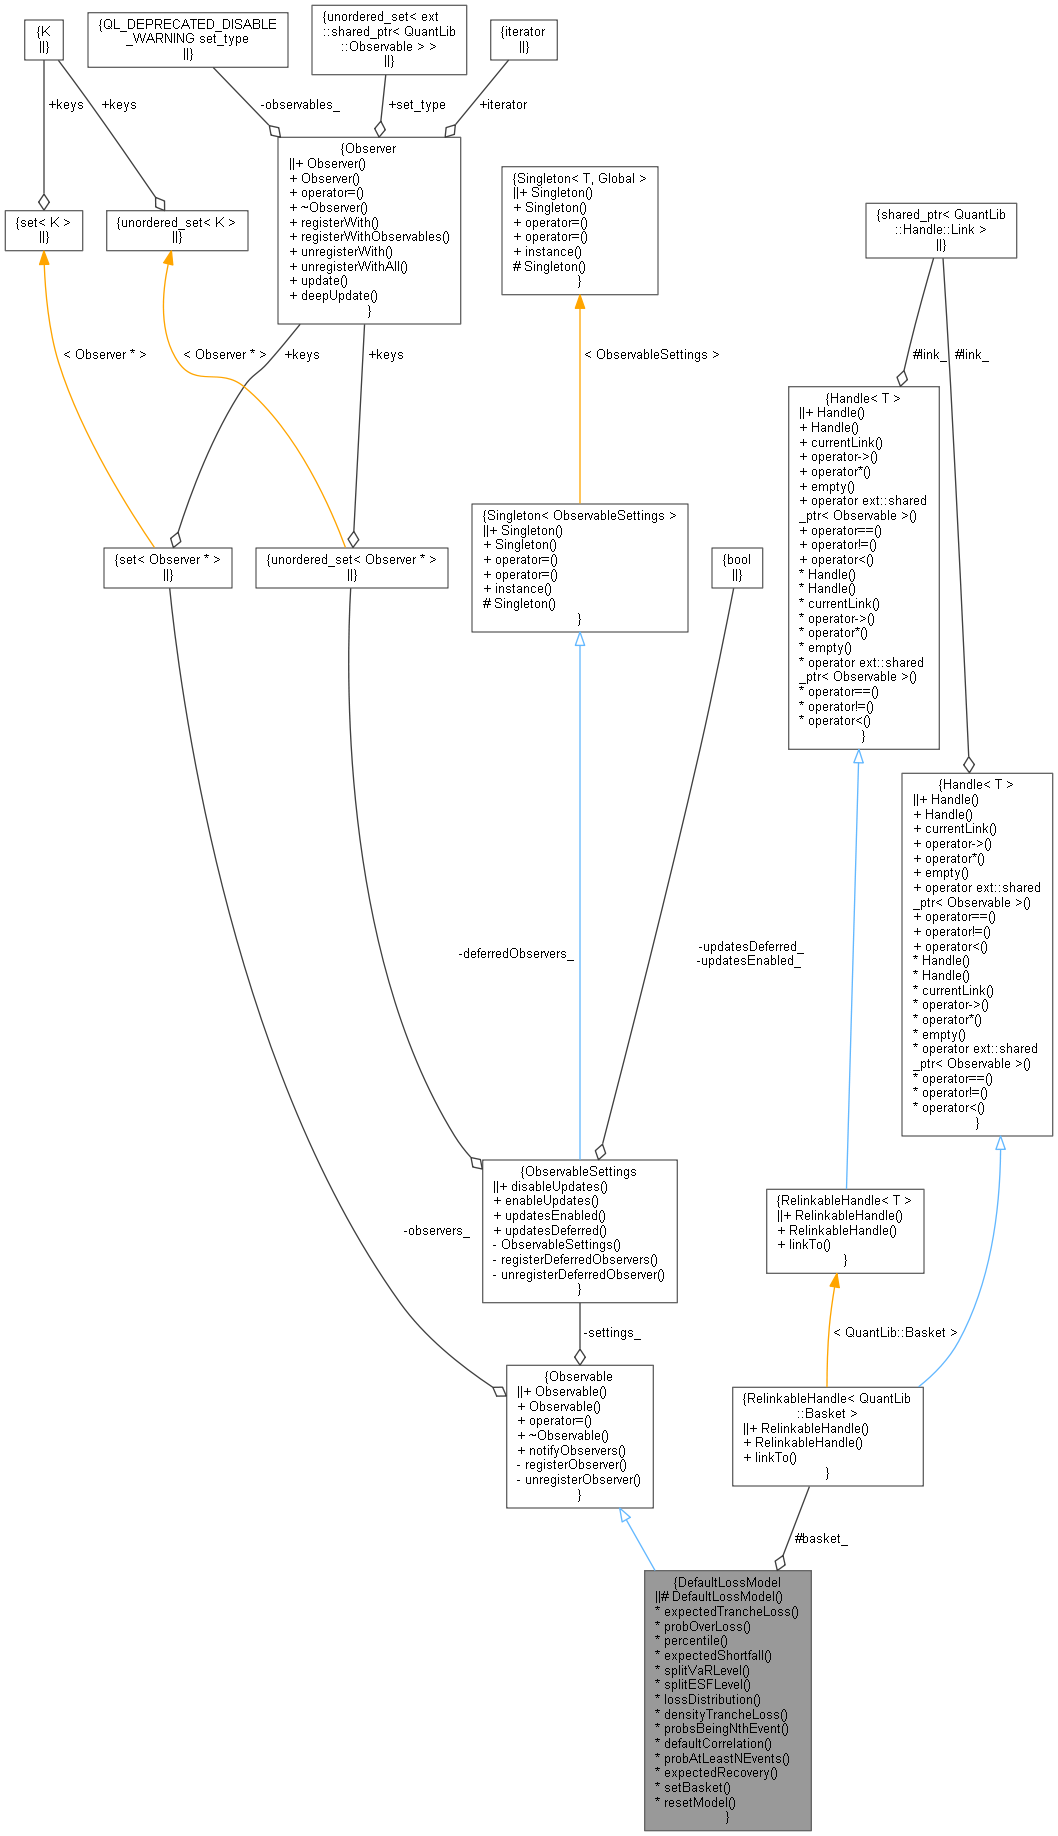 {K
||}
{QL_DEPRECATED_DISABLE
_WARNING set_type
||}
{unordered_set< ext
::shared_ptr< QuantLib
::Observable > >
||}
{iterator
||}
+keys
+keys
-observables_
+set_type
+iterator
{Observer
||+ Observer()
+ Observer()
+ operator=()
+ ~Observer()
+ registerWith()
+ registerWithObservables()
+ unregisterWith()
+ unregisterWithAll()
+ update()
+ deepUpdate()
}
{Singleton< T, Global >
||+ Singleton()
+ Singleton()
+ operator=()
+ operator=()
+ instance()
# Singleton()
}
{set< K >
||}
{unordered_set< K >
||}
{shared_ptr< QuantLib
::Handle::Link >
||}
< Observer * >
< Observer * >
+keys
+keys
< ObservableSettings >
#link_
#link_
{Handle< T >
||+ Handle()
+ Handle()
+ currentLink()
+ operator->()
+ operator*()
+ empty()
+ operator ext::shared
_ptr< Observable >()
+ operator==()
+ operator!=()
+ operator<()
* Handle()
* Handle()
* currentLink()
* operator->()
* operator*()
* empty()
* operator ext::shared
_ptr< Observable >()
* operator==()
* operator!=()
* operator<()
}
{Singleton< ObservableSettings >
||+ Singleton()
+ Singleton()
+ operator=()
+ operator=()
+ instance()
# Singleton()
}
{set< Observer * >
||}
{unordered_set< Observer * >
||}
{bool
||}
{Handle< T >
||+ Handle()
+ Handle()
+ currentLink()
+ operator->()
+ operator*()
+ empty()
+ operator ext::shared
_ptr< Observable >()
+ operator==()
+ operator!=()
+ operator<()
* Handle()
* Handle()
* currentLink()
* operator->()
* operator*()
* empty()
* operator ext::shared
_ptr< Observable >()
* operator==()
* operator!=()
* operator<()
}
-deferredObservers_
-updatesDeferred_
-updatesEnabled_
{ObservableSettings
||+ disableUpdates()
+ enableUpdates()
+ updatesEnabled()
+ updatesDeferred()
- ObservableSettings()
- registerDeferredObservers()
- unregisterDeferredObserver()
}
{RelinkableHandle< T >
||+ RelinkableHandle()
+ RelinkableHandle()
+ linkTo()
}
-observers_
-settings_
< QuantLib::Basket >
{Observable
||+ Observable()
+ Observable()
+ operator=()
+ ~Observable()
+ notifyObservers()
- registerObserver()
- unregisterObserver()
}
{RelinkableHandle< QuantLib
::Basket >
||+ RelinkableHandle()
+ RelinkableHandle()
+ linkTo()
}
#basket_
{DefaultLossModel
||# DefaultLossModel()
* expectedTrancheLoss()
* probOverLoss()
* percentile()
* expectedShortfall()
* splitVaRLevel()
* splitESFLevel()
* lossDistribution()
* densityTrancheLoss()
* probsBeingNthEvent()
* defaultCorrelation()
* probAtLeastNEvents()
* expectedRecovery()
* setBasket()
* resetModel()
}